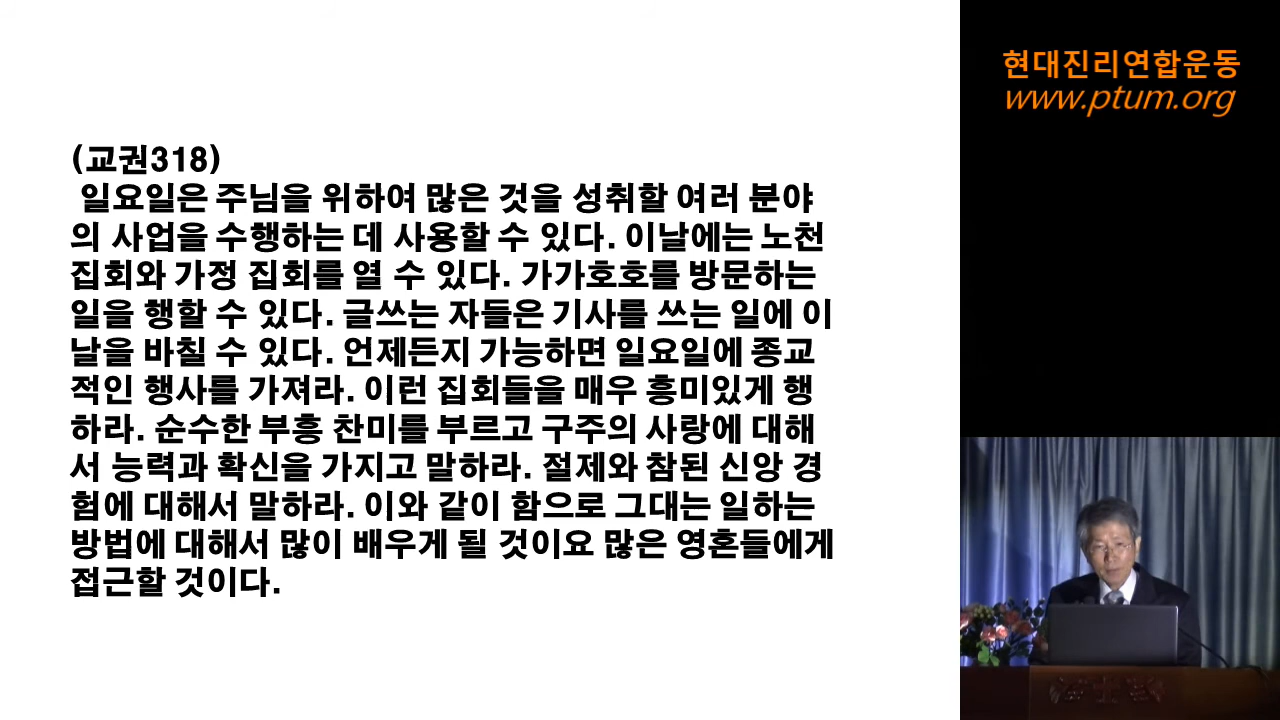 (교권318)
일요일은 주님을 위하여 많은 것을 성취할 여러 분야
의 사업을 수행하는 데 사용할 수 있다. 이날에는 노천
집회와 가정 집회를 열 수 있다. 가가호호를 방문하는
일을 행할 수 있다. 글쓰는 자들은 기사를 쓰는 일에 이
날을 바칠 수 있다. 언제든지 가능하면 일요일에 종교
적인 행사를 가져라. 이런 집회들을 매우 흥미있게 행
하라. 순수한 부흥 찬미를 부르고 구주의 사랑에 대해
서 능력과 확신을 가지고 말하라. 절제와 참된 신앙 경
험에 대해서 말하라. 이와 같이 함으로 그대는 일하는
방법에 대해서 많이 배우게 될 것이요 많은 영혼들에게
접근할 것이다.
현대진리연합운동
www.ptum.org